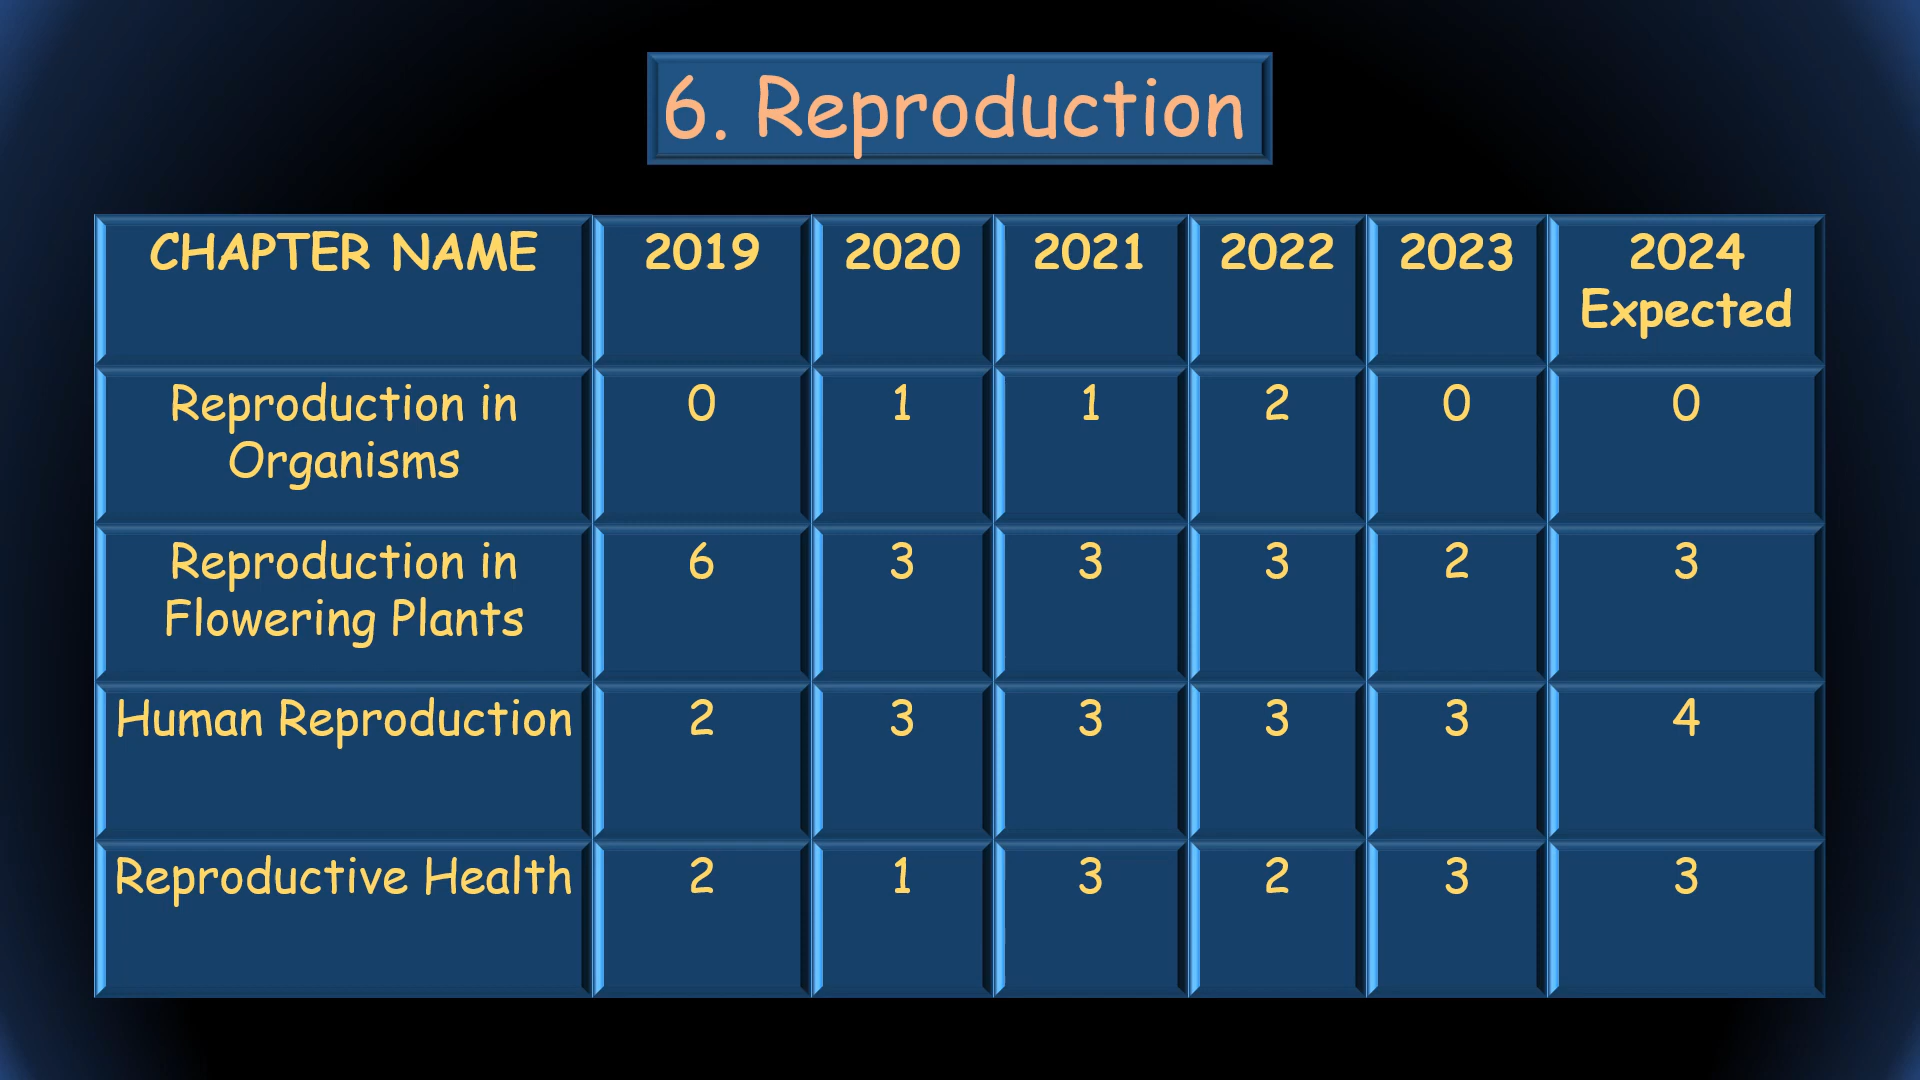 6. Reproduction
CHAPTER NAME 2019 2020 2021 2022 2023 2024
Expected
Reproduction in 0 1 1 2 0 0
Organisms
Reproduction in 6 3 3 3 2 3
Flowering Plants
Human Reproduction 2 3 3 3 3 4
Reproductive Health 2 1 3 2 3 3